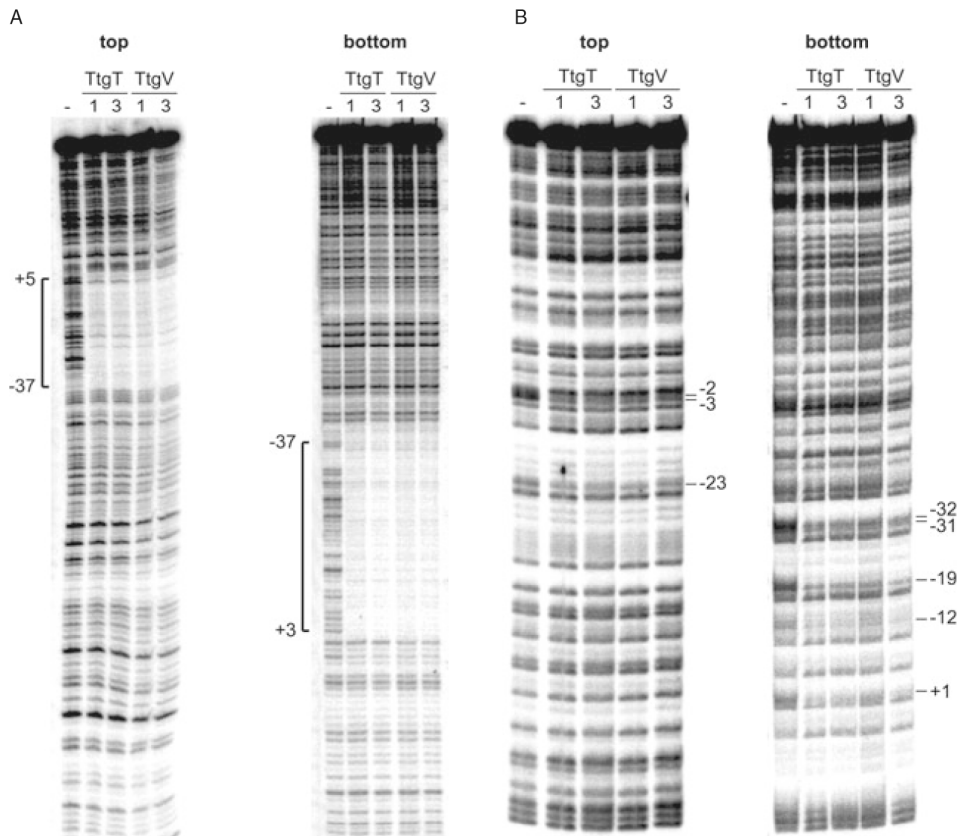 A
B
top
bottom
top
bottom
TtgT TtgV
TtgT TtgV
TtgT TtgV
TtgT TtgV
- 1 3 1 3
- 1 3 1 3
- 1 3 1 3
- 1 3 1 3
+5
-37
-37
+3
-2
-3
-23
-32
-31
-19
-12
+1